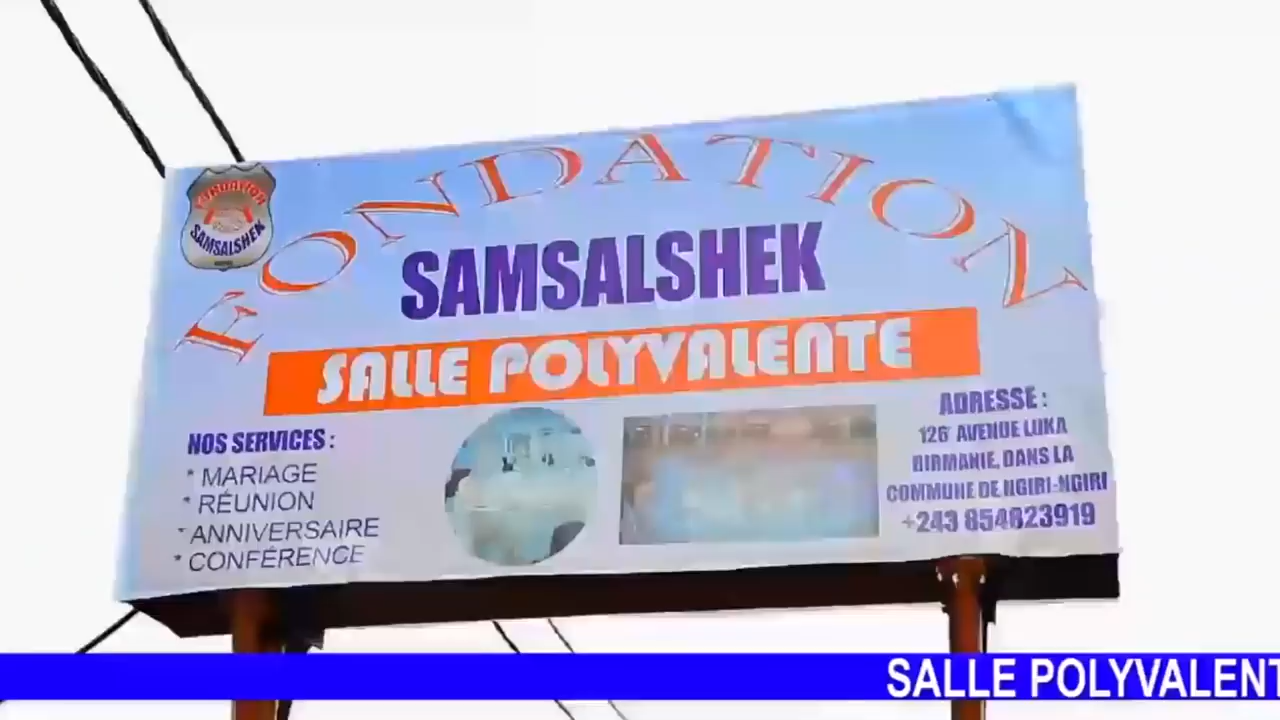 FONDATION
FONDATION
SAMSALSHEK
SAMSALSHEK
SALLE POLYVALENTE
NOS SERVICES :
* MARIAGE
* RÉUNION
* ANNIVERSAIRE
* CONFÉRENCE
ADRESSE :
126 AVENUE LUKA
BIRMANIE, DANS LA
COMMUNE DE NGIRI-NGIRI
+243 854823919
SALLE POLYVALENT